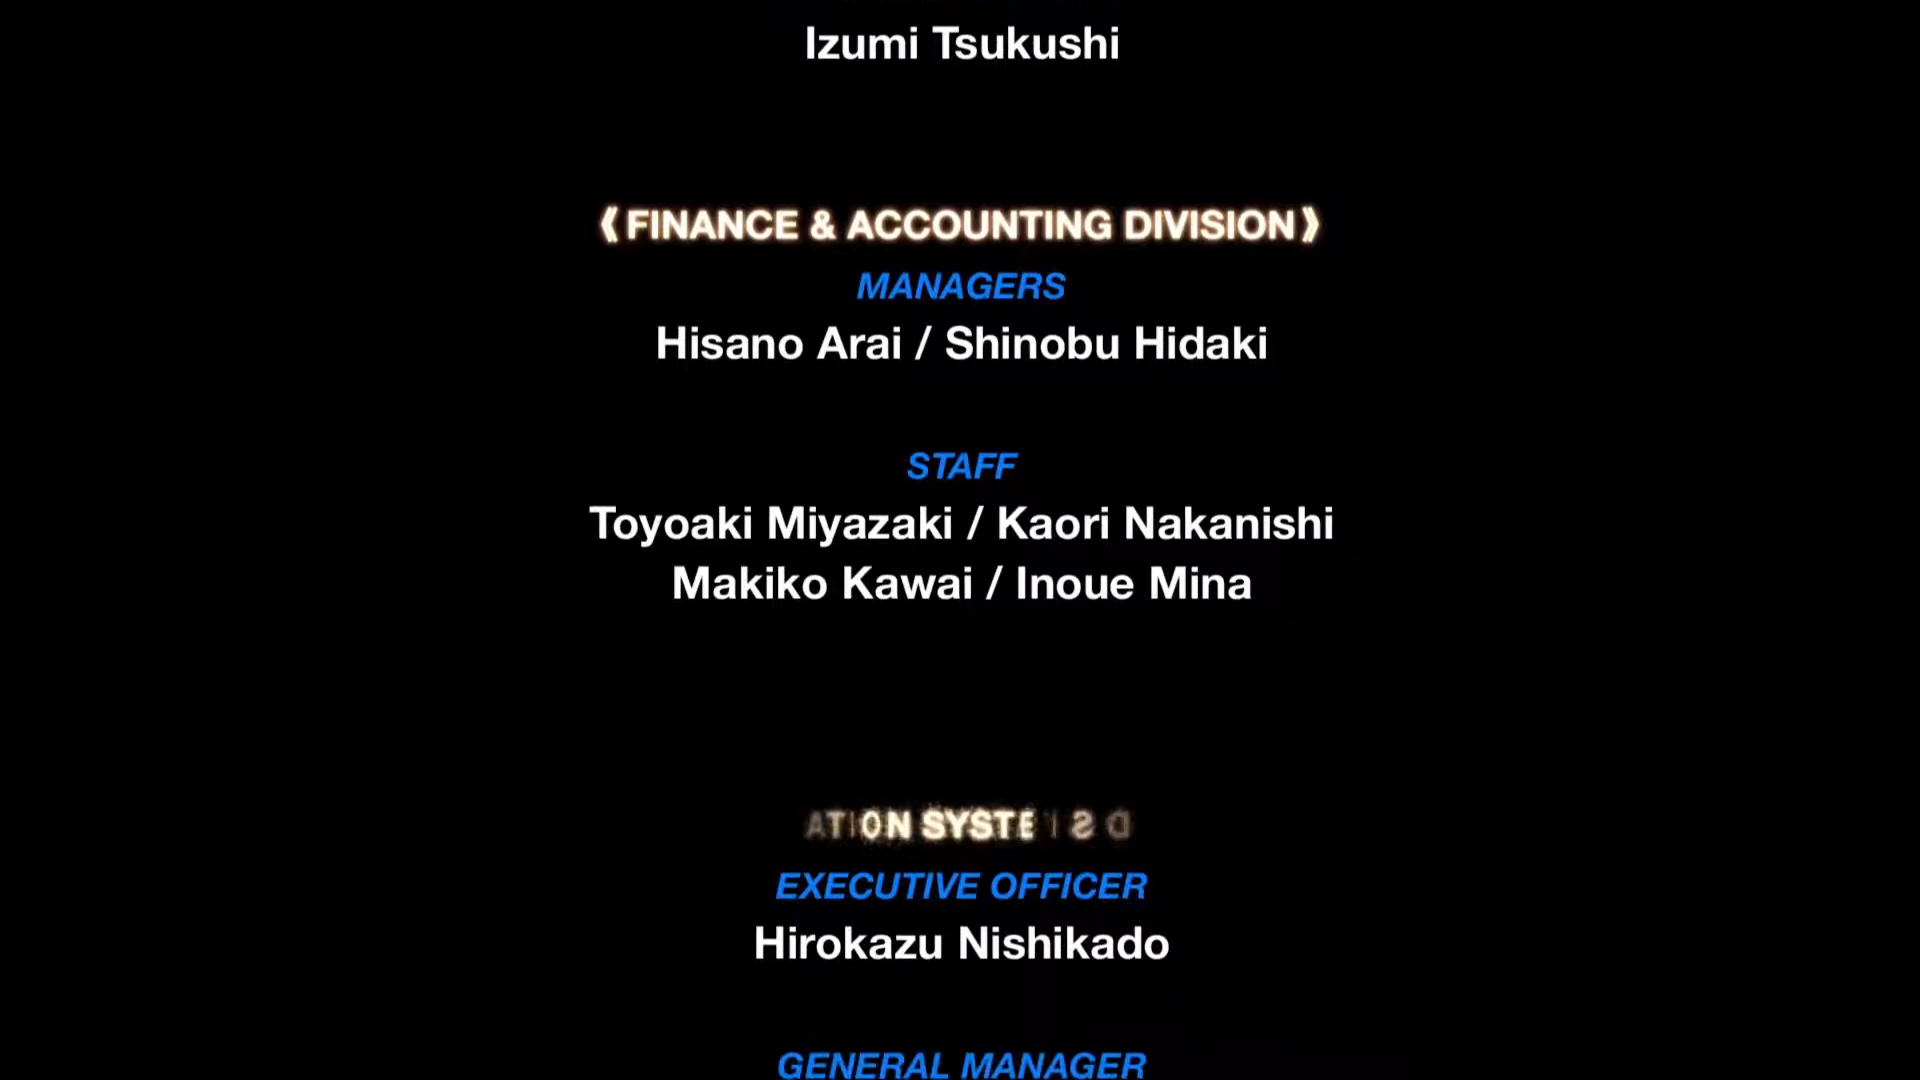 Izumi Tsukushi
《FINANCE & ACCOUNTING DIVISION》
MANAGERS
Hisano Arai / Shinobu Hidaki
STAFF
Toyoaki Miyazaki / Kaori Nakanishi
Makiko Kawai / Inoue Mina
EXECUTIVE OFFICER
Hirokazu Nishikado
GENERAL MANAGER